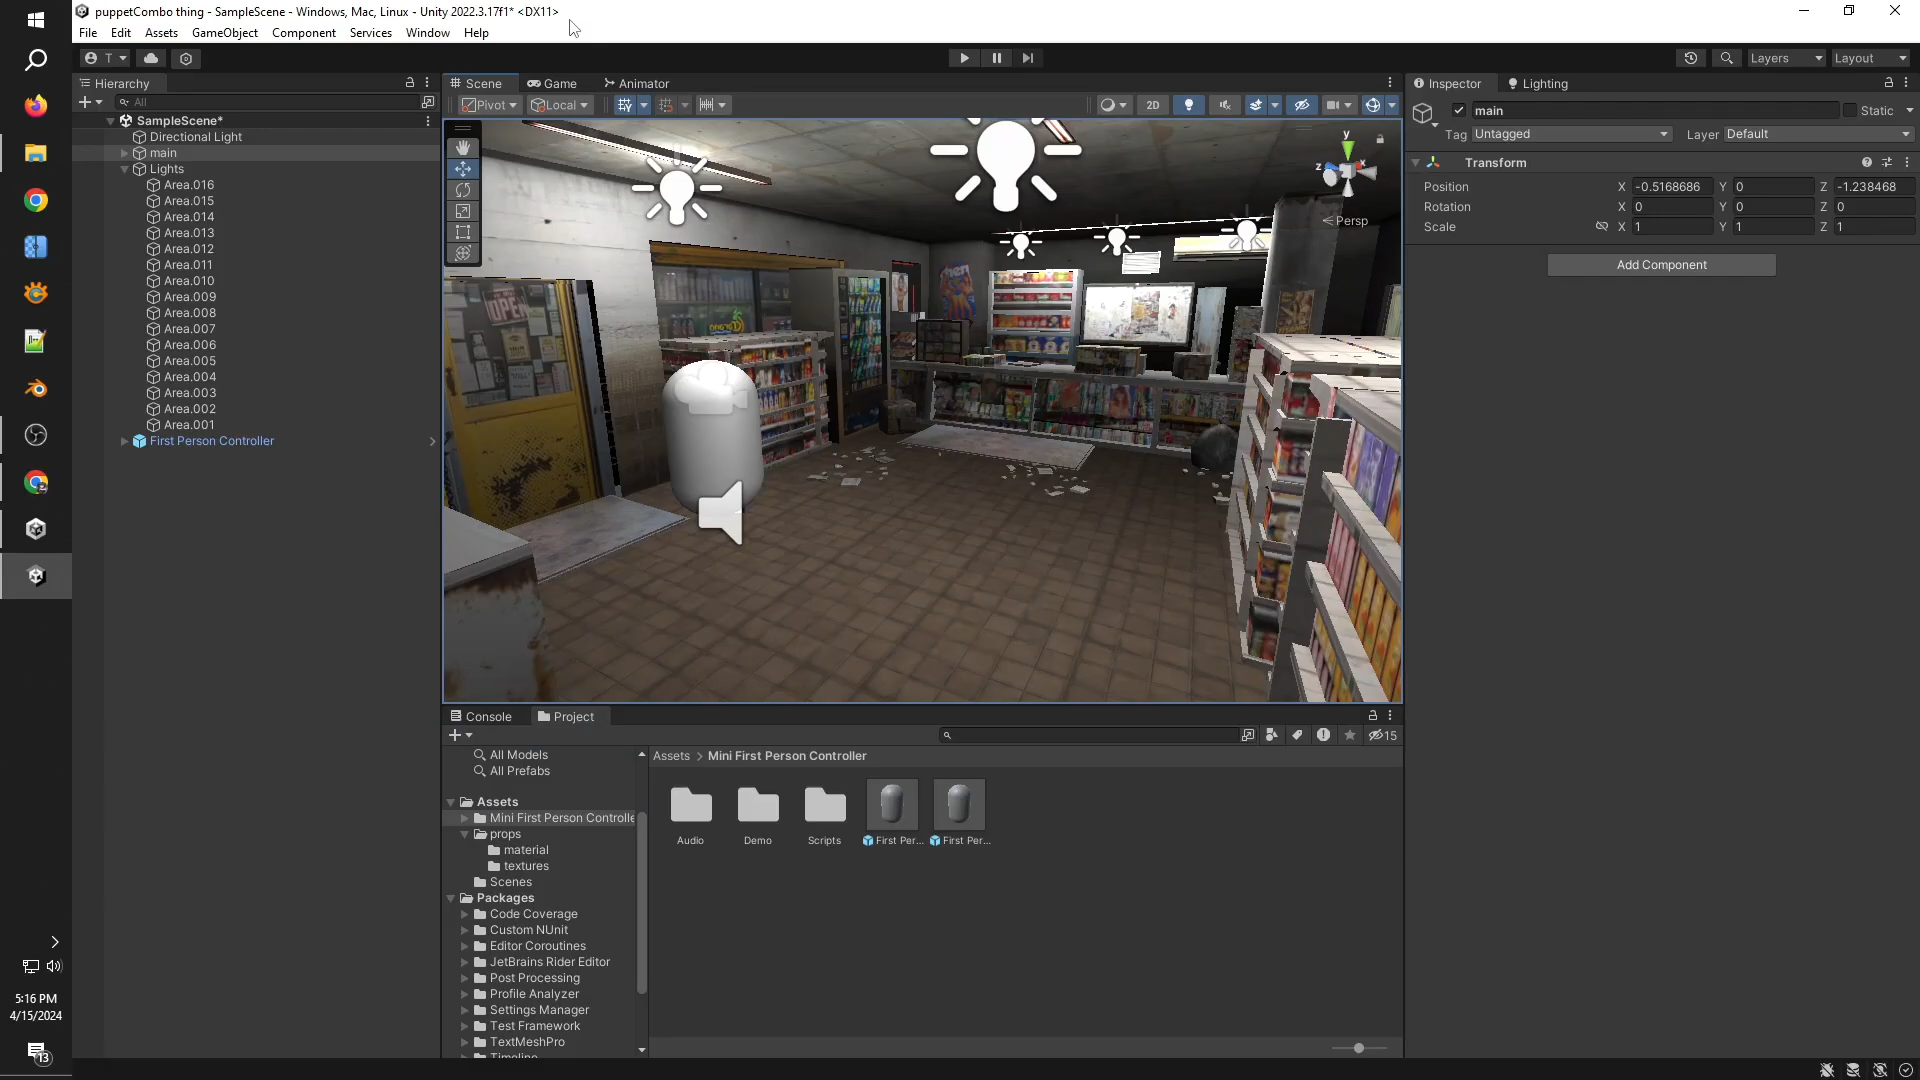 puppetCombo thing - SampleScene - Windows, Mac, Linux - Unity 2022.3.17f1* <DX11>
File Edit Assets GameObject Component Services Window Help
T
Layers Layout
Hierarchy
All
SampleScene*
Directional Light
main
Lights
Area.016
Area.015
Area.014
Area.013
Area.012
Area.011
Area.010
Area.009
Area.008
Area.007
Area.006
Area.005
Area.004
Area.003
Area.002
Area.001
First Person Controller
Scene Game Animator
Pivot Local 2D
y
x
z
Persp
OPEN
Console Project
15
All Models
All Prefabs
Assets
Mini First Person Controlle
props
material
textures
Scenes
Packages
Code Coverage
Custom NUnit
Editor Coroutines
JetBrains Rider Editor
Post Processing
Profile Analyzer
Settings Manager
Test Framework
TextMeshPro
Timeline
Assets > Mini First Person Controller
Audio Demo Scripts First Per... First Per...
Inspector Lighting
main Static
Tag Untagged Layer Default
Transform
Position X -0.5168686 Y 0 Z -1.238468
Rotation X 0 Y 0 Z 0
Scale X 1 Y 1 Z 1
Add Component
5:16 PM
4/15/2024
13